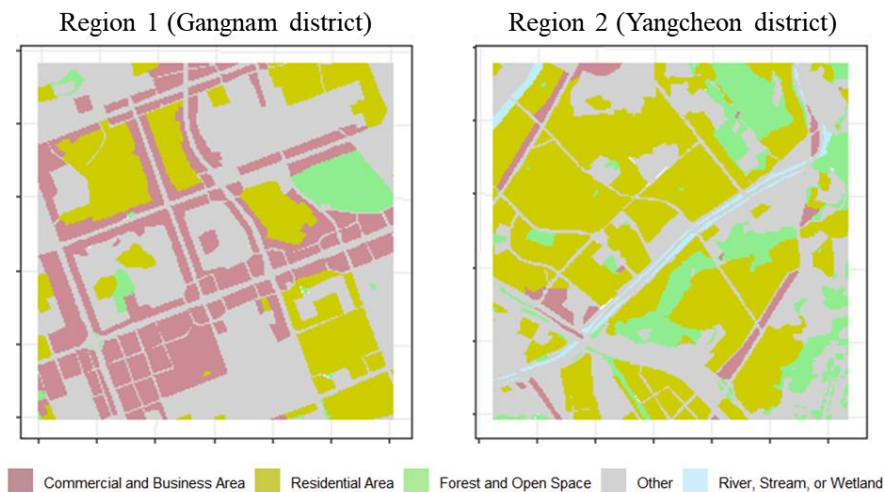 Region 1 (Gangnam district)
Region 2 (Yangcheon district)
Commercial and Business Area
Residential Area
Forest and Open Space
Other
River, Stream, or Wetland